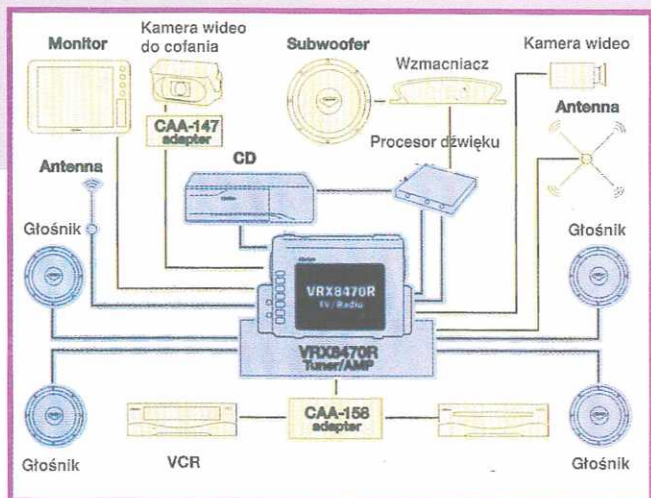 Monitor
Kamera wideo
do cofania
Subwoofer
Wzmacniacz
Kamera wideo
Antenna
CAA-147
adapter
CD
Procesor dźwięku
Antenna
Głośnik
Głośnik
VRX8470R
TV/Radio
VRX8470R
Tuner/AMP
CAA-158
adapter
Głośnik
VCR
Głośnik